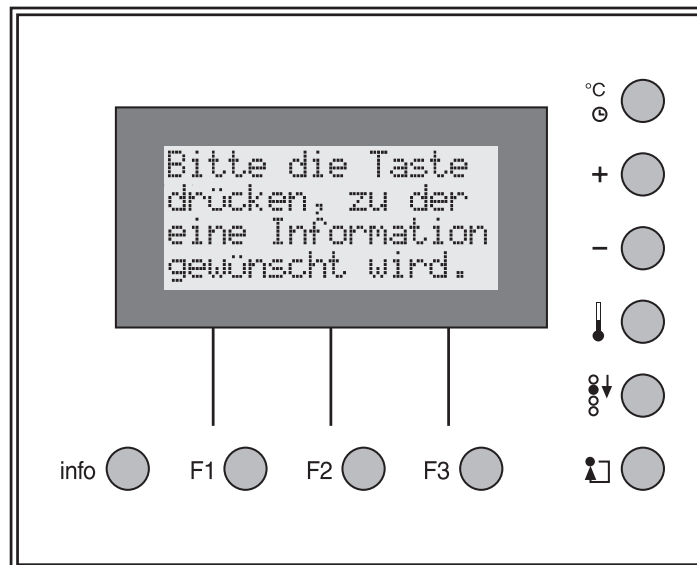 Bitte die Taste
drücken, zu der
eine Information
gewünscht wird.
°C
+
−
info
F1
F2
F3